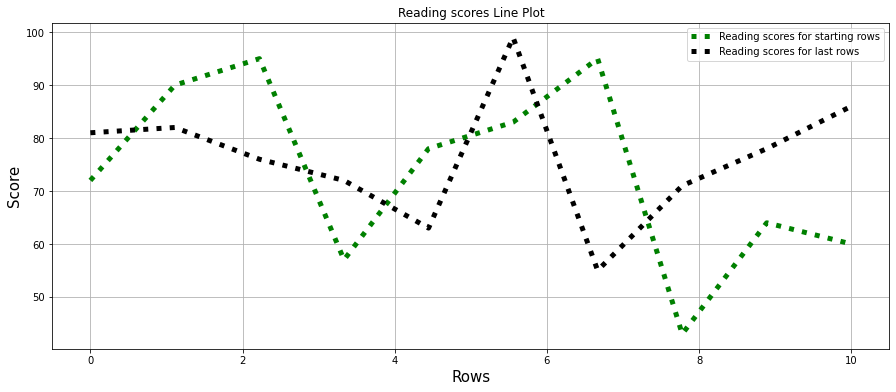 Reading scores Line Plot
Reading scores for starting rows
Reading scores for last rows
Score
100
90
80
70
60
50
0 2 4 6 8 10
Rows